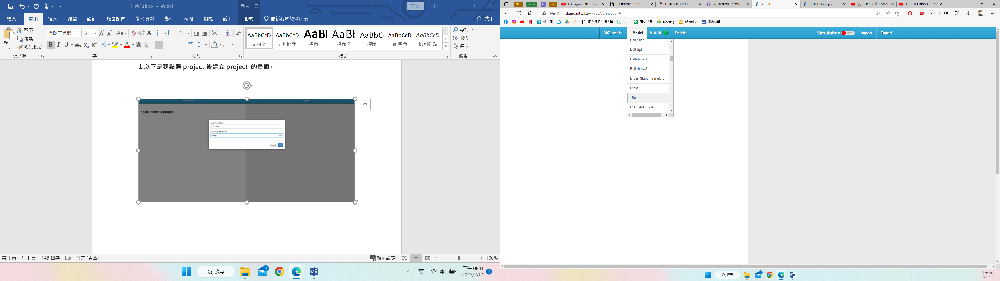 HW1.docx - Word
圖片工具
登入
檔案 常用 插入 繪圖 設計 版面配置 參考資料 郵件 校閱 檢視 說明 格式 告訴我您想做什麼 共用
貼上
剪下
複製
複製格式
剪貼簿
微軟正黑體 12
字型
段落
AaBbCcD 內文
AaBbCcD 無間距
AaBl 標題 1
AaBb 標題 2
AaBbC 標題
AaBbCcD 副標題
AaBbCcD 區別強調
樣式
尋找
取代
選取
編輯
1.以下是我點選 project 後建立 project 的畫面
Select a project
Import
Please select a project.
Enter Project Name
087_week1
Enter Project Password
Cancel OK
第 1 頁,共 1 頁 148 個字 英文 (美國)
顯示設定 100%
搜尋
1
英
下午 06:11
2023/2/17
1
NLP game K coc
(1) Psyman 塞門 - YouT
E3 數位教學平台
E3 數位教學平台
IoT 物連網操作手冊
IoTtalk
IoTtalk Homepage
(1)【明日方舟】SN-S-
(1)【彈射世界】【台
不安全 demo.iottalk.tw:7788/connection#
動畫瘋
國立陽明交通大學
考古
彈射世界
meeting
新資料夾
組合數學
087_week1 Model Flush Delete Simulation OFF Import Export
Ball-Slide2
Ball-Spin
Ball-throw1
Ball-throw2
Brain_Signal_Simulator
Btest
Bulb
CHT_AirCondition
搜尋
1
下午 06:11
2023/2/17